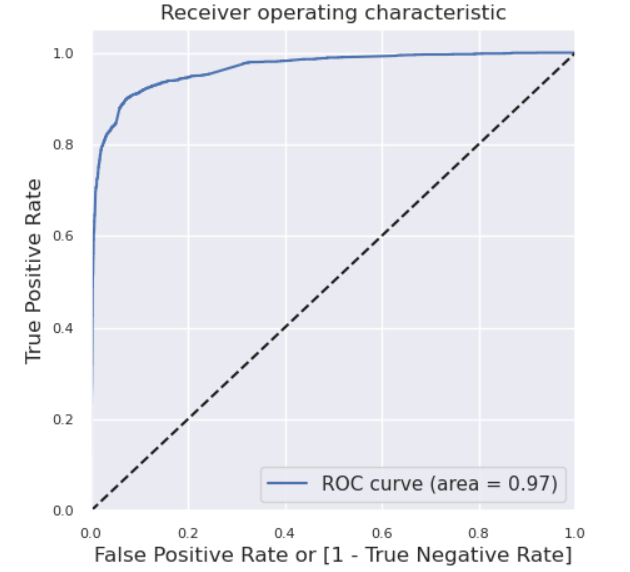 Receiver operating characteristic
True Positive Rate
1.0
0.8
0.6
0.4
0.2
0.0
ROC curve (area = 0.97)
0.0 0.2 0.4 0.6 0.8 1.0
False Positive Rate or [1 - True Negative Rate]